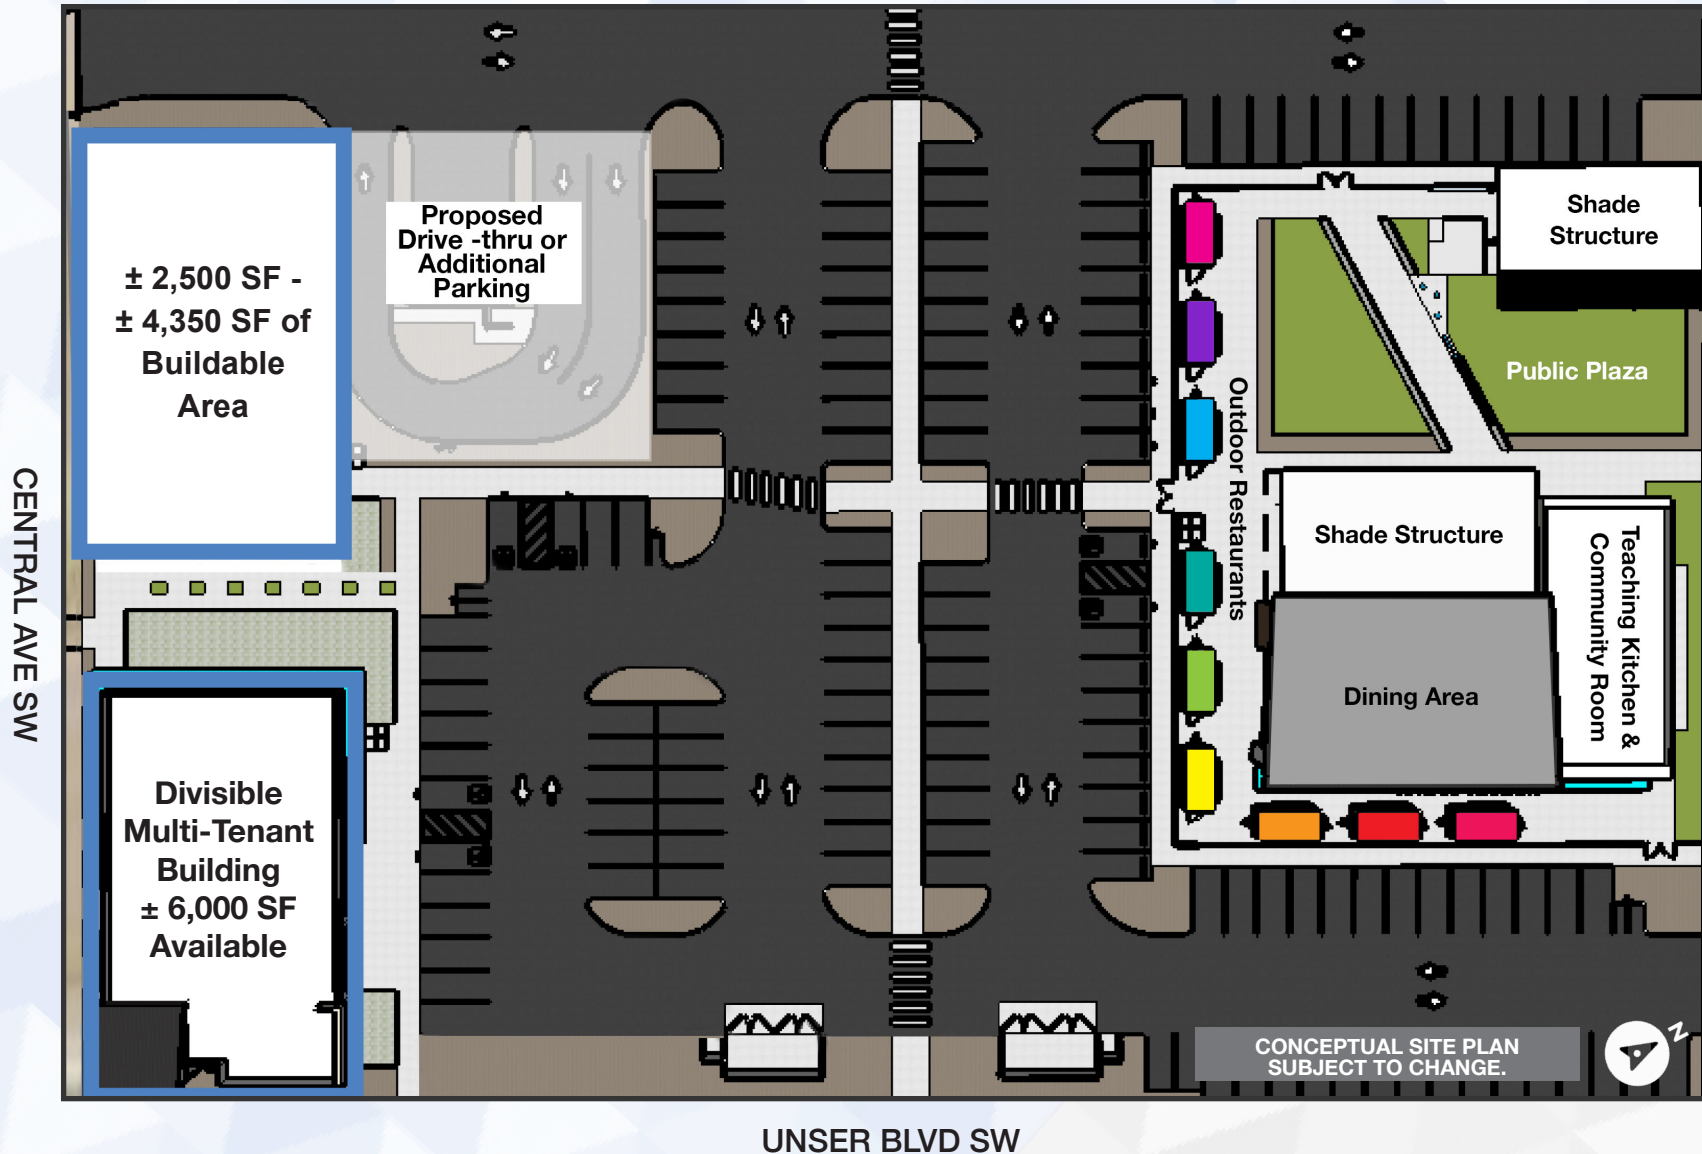 ± 2,500 SF -
± 4,350 SF of
Buildable
Area
Proposed
Drive -thru or
Additional
Parking
Shade
Structure
Public Plaza
Outdoor Restaurants
Shade Structure
Teaching Kitchen &
Community Room
Dining Area
CENTRAL AVE SW
Divisible
Multi-Tenant
Building
± 6,000 SF
Available
CONCEPTUAL SITE PLAN
SUBJECT TO CHANGE.
N
UNSER BLVD SW